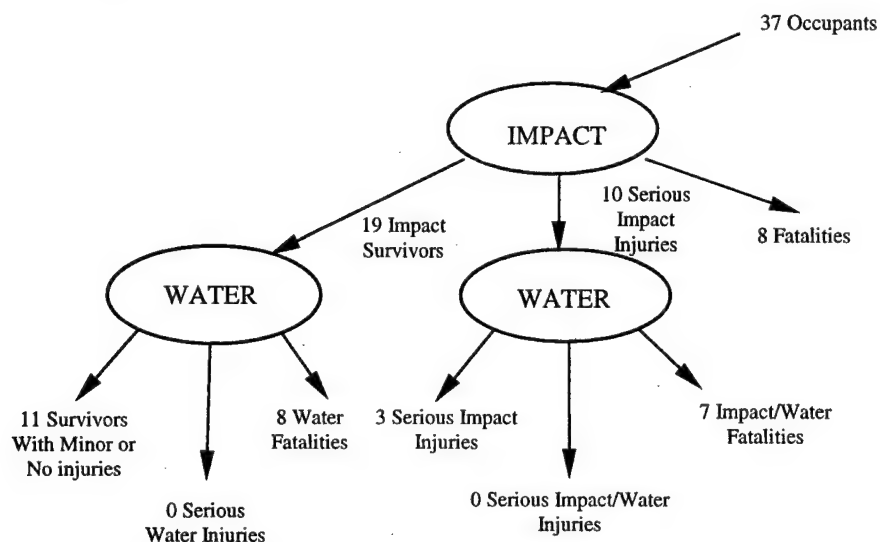 37 Occupants
IMPACT
19 Impact
Survivors
10 Serious
Impact
Injuries
8 Fatalities
WATER
WATER
11 Survivors
With Minor or
No injuries
0 Serious
Water Injuries
8 Water
Fatalities
3 Serious Impact
Injuries
0 Serious Impact/Water
Injuries
7 Impact/Water
Fatalities